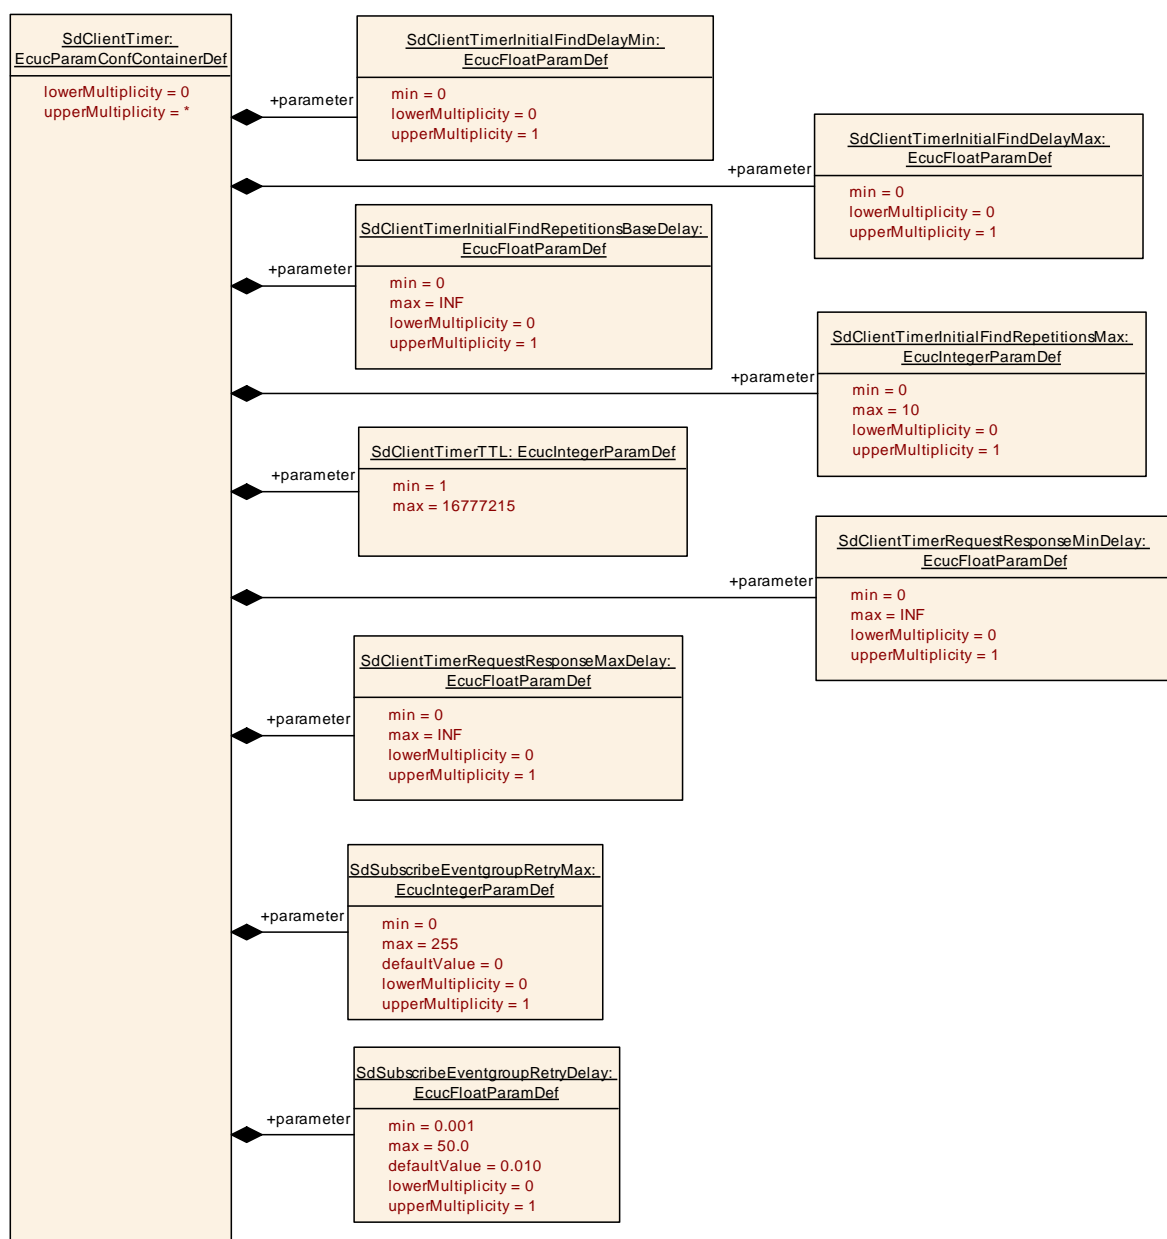 SdClientTimer:
EcucParamConfContainerDef
lowerMultiplicity = 0
upperMultiplicity = *
SdClientTimerInitialFindDelayMin:
EcucFloatParamDef
min = 0
lowerMultiplicity = 0
upperMultiplicity = 1
+parameter
SdClientTimerInitialFindDelayMax:
EcucFloatParamDef
min = 0
lowerMultiplicity = 0
upperMultiplicity = 1
+parameter
SdClientTimerInitialFindRepetitionsBaseDelay:
EcucFloatParamDef
min = 0
max = INF
lowerMultiplicity = 0
upperMultiplicity = 1
+parameter
SdClientTimerInitialFindRepetitionsMax:
EcucIntegerParamDef
min = 0
max = 10
lowerMultiplicity = 0
upperMultiplicity = 1
+parameter
SdClientTimerTTL: EcucIntegerParamDef
min = 1
max = 16777215
+parameter
SdClientTimerRequestResponseMinDelay:
EcucFloatParamDef
min = 0
max = INF
lowerMultiplicity = 0
upperMultiplicity = 1
+parameter
SdClientTimerRequestResponseMaxDelay:
EcucFloatParamDef
min = 0
max = INF
lowerMultiplicity = 0
upperMultiplicity = 1
+parameter
SdSubscribeEventgroupRetryMax:
EcucIntegerParamDef
min = 0
max = 255
defaultValue = 0
lowerMultiplicity = 0
upperMultiplicity = 1
+parameter
SdSubscribeEventgroupRetryDelay:
EcucFloatParamDef
min = 0.001
max = 50.0
defaultValue = 0.010
lowerMultiplicity = 0
upperMultiplicity = 1
+parameter